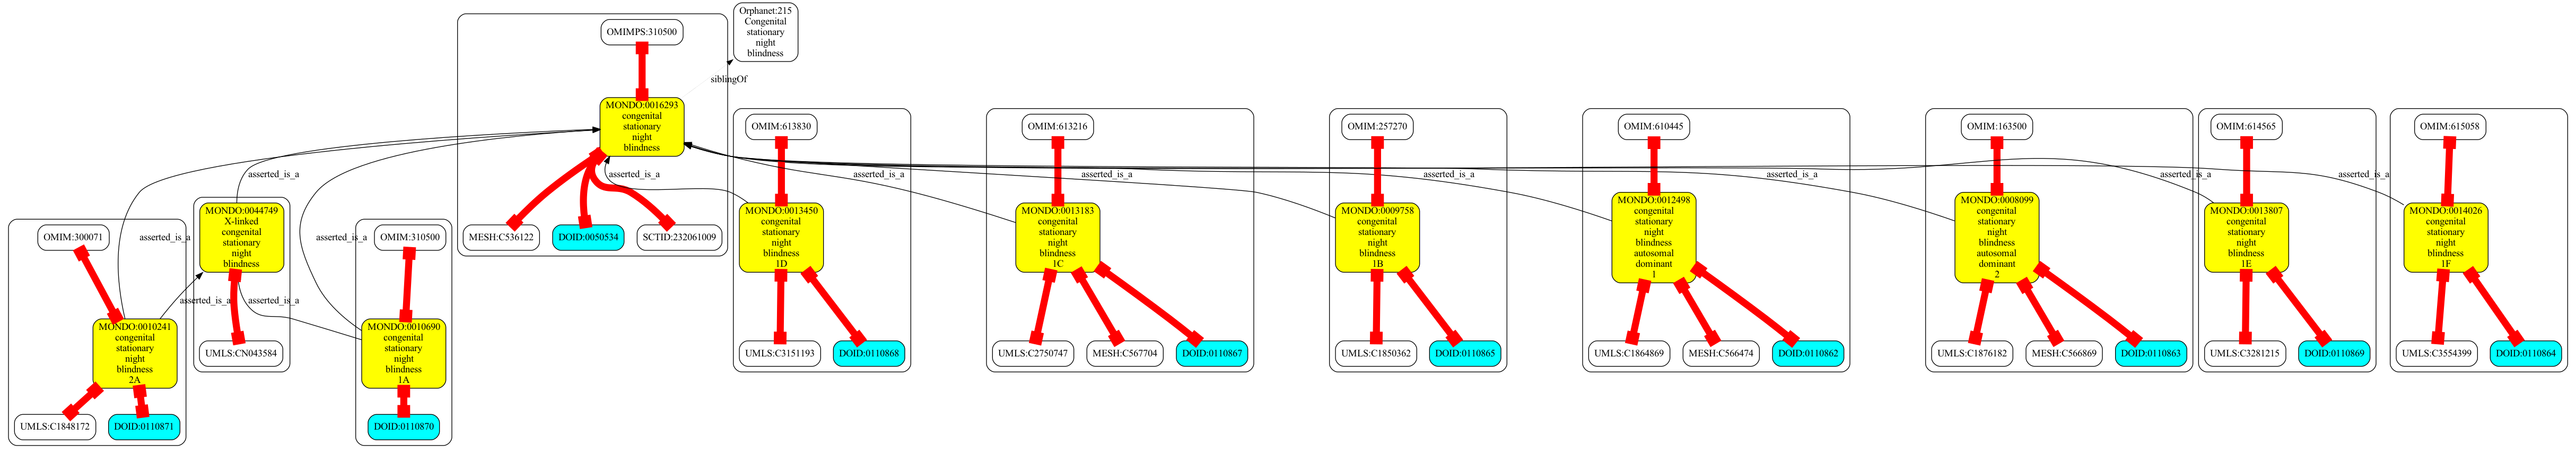 Orphanet:215
Congenital
stationary
night
blindness
OMIMPS:310500
siblingOf
MONDO:0016293
congenital
stationary
night
blindness
MESH:C536122
DOID:0050534
SCTID:232061009
OMIM:300071
asserted_is_a
MONDO:0010241
congenital
stationary
night
blindness
2A
UMLS:C1848172
DOID:0110871
asserted_is_a
asserted_is_a
MONDO:0044749
X-linked
congenital
stationary
night
blindness
UMLS:CN043584
asserted_is_a
asserted_is_a
OMIM:310500
MONDO:0010690
congenital
stationary
night
blindness
1A
DOID:0110870
asserted_is_a
OMIM:613830
MONDO:0013450
congenital
stationary
night
blindness
1D
UMLS:C3151193
DOID:0110868
asserted_is_a
OMIM:613216
MONDO:0013183
congenital
stationary
night
blindness
1C
UMLS:C2750747
MESH:C567704
DOID:0110867
asserted_is_a
OMIM:257270
MONDO:0009758
congenital
stationary
night
blindness
1B
UMLS:C1850362
DOID:0110865
asserted_is_a
OMIM:610445
MONDO:0012498
congenital
stationary
night
blindness
autosomal
dominant
1
UMLS:C1864869
MESH:C566474
DOID:0110862
asserted_is_a
OMIM:163500
MONDO:0008099
congenital
stationary
night
blindness
autosomal
dominant
2
UMLS:C1876182
MESH:C566869
DOID:0110863
asserted_is_a
OMIM:614565
MONDO:0013807
congenital
stationary
night
blindness
1E
UMLS:C3281215
DOID:0110869
asserted_is_a
OMIM:615058
MONDO:0014026
congenital
stationary
night
blindness
1F
UMLS:C3554399
DOID:0110864
asserted_is_a